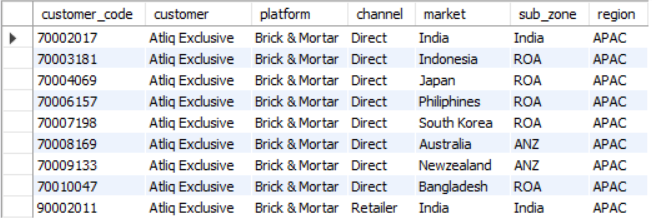 customer_code customer platform channel market sub_zone region
70002017 Atliq Exclusive Brick & Mortar Direct India India APAC
70003181 Atliq Exclusive Brick & Mortar Direct Indonesia ROA APAC
70004069 Atliq Exclusive Brick & Mortar Direct Japan ROA APAC
70006157 Atliq Exclusive Brick & Mortar Direct Philiphines ROA APAC
70007198 Atliq Exclusive Brick & Mortar Direct South Korea ROA APAC
70008169 Atliq Exclusive Brick & Mortar Direct Australia ANZ APAC
70009133 Atliq Exclusive Brick & Mortar Direct Newzealand ANZ APAC
70010047 Atliq Exclusive Brick & Mortar Direct Bangladesh ROA APAC
90002011 Atliq Exclusive Brick & Mortar Retailer India India APAC